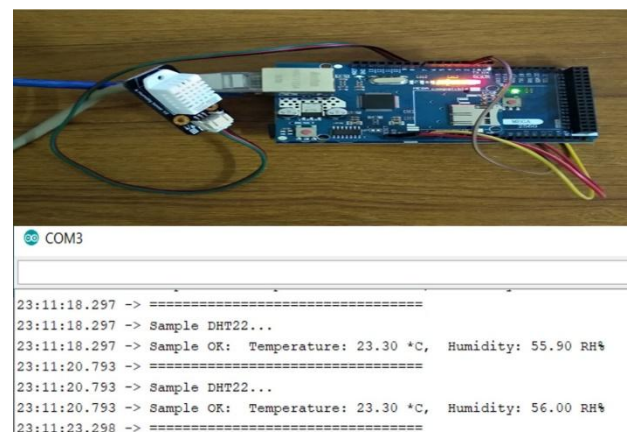 COM3
23:11:18.297 -> =================================
23:11:18.297 -> Sample DHT22...
23:11:18.297 -> Sample OK:  Temperature: 23.30 *C,  Humidity: 55.90 RH%
23:11:20.793 -> =================================
23:11:20.793 -> Sample DHT22...
23:11:20.793 -> Sample OK:  Temperature: 23.30 *C,  Humidity: 56.00 RH%
23:11:23.298 -> =================================